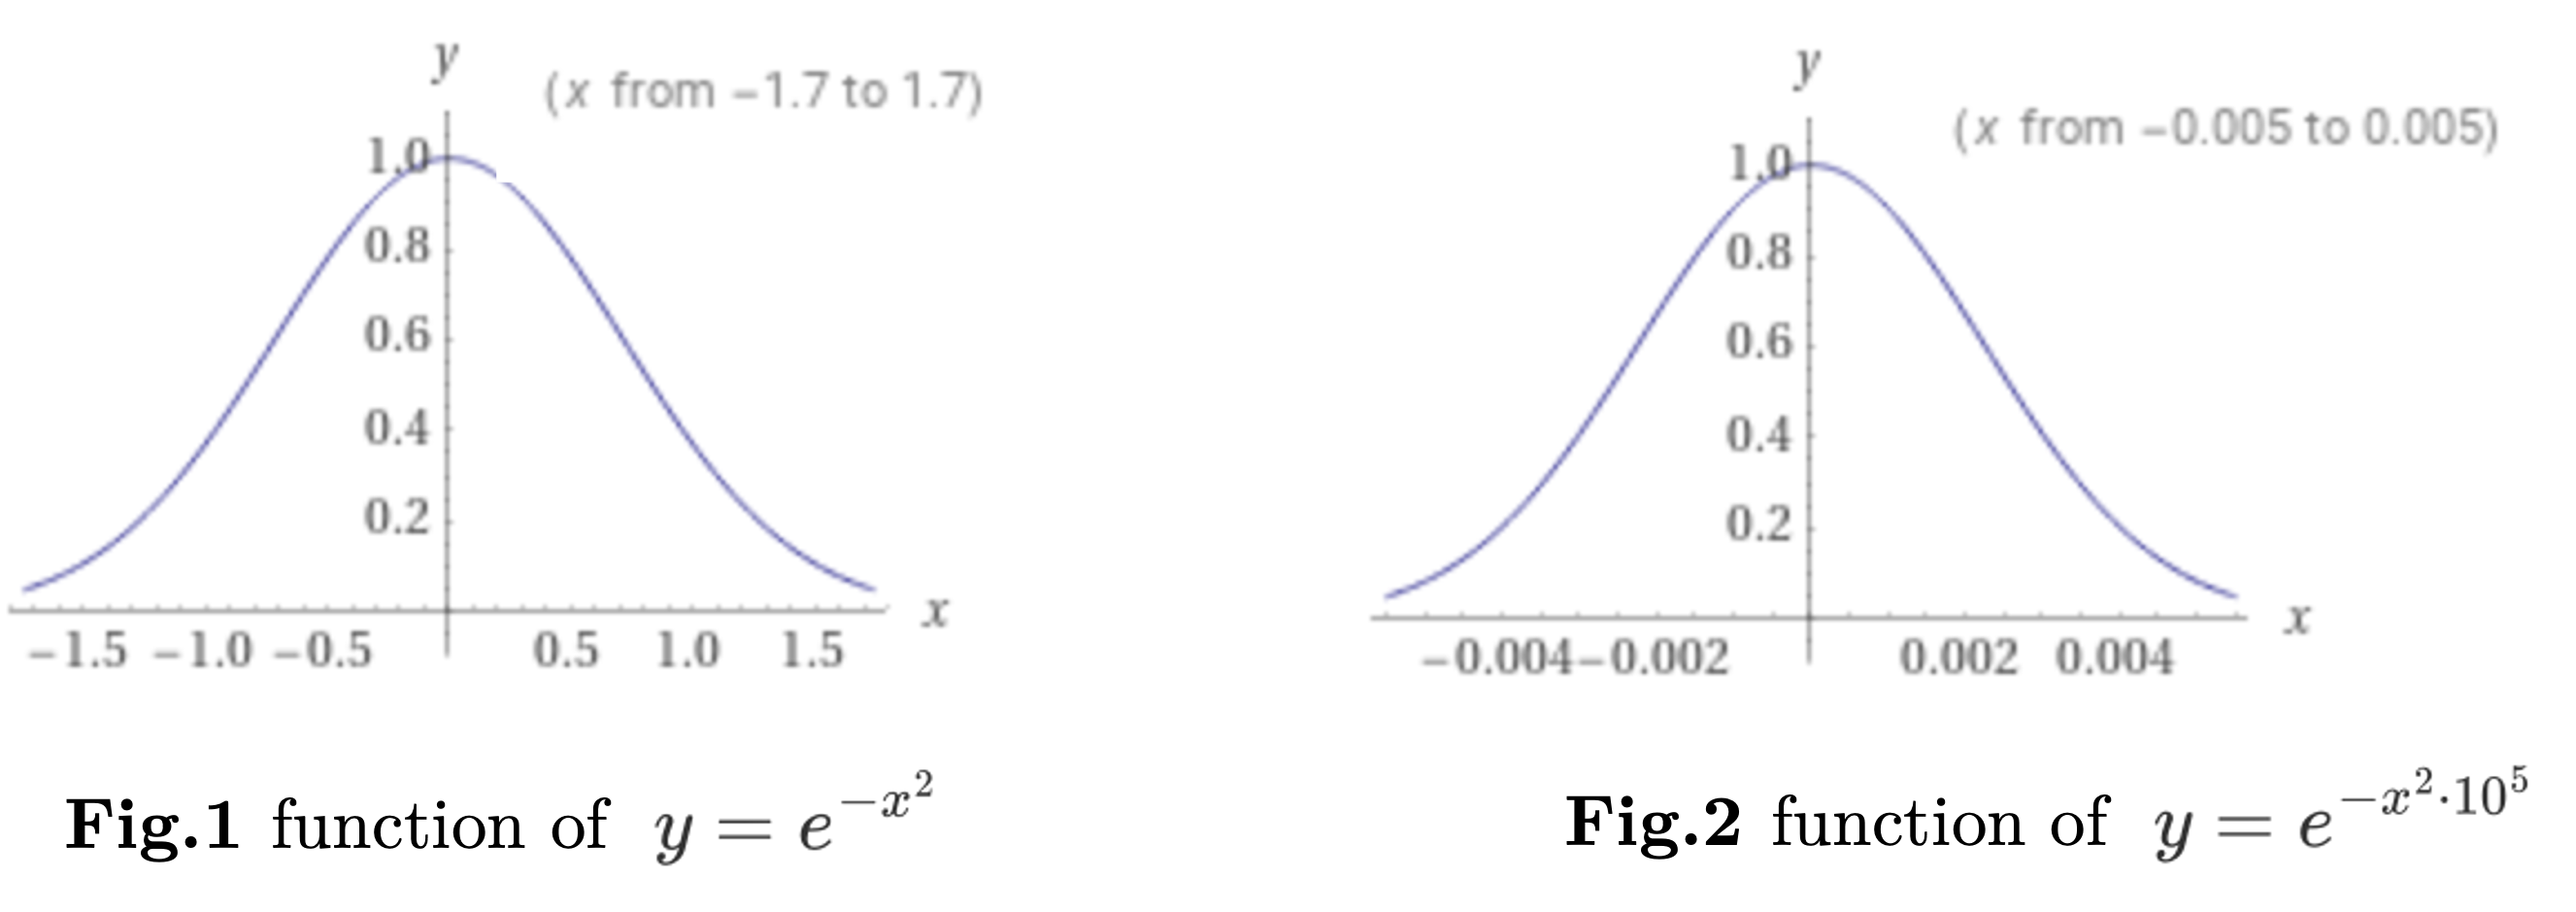 y
(x from −1.7 to 1.7)
1.0
0.8
0.6
0.4
0.2
−1.5 −1.0 −0.5 0.5 1.0 1.5
x
Fig.1 function of y = e^{−x^2}
y
(x from −0.005 to 0.005)
1.0
0.8
0.6
0.4
0.2
−0.004 −0.002 0.002 0.004
x
Fig.2 function of y = e^{−x^2·10^5}